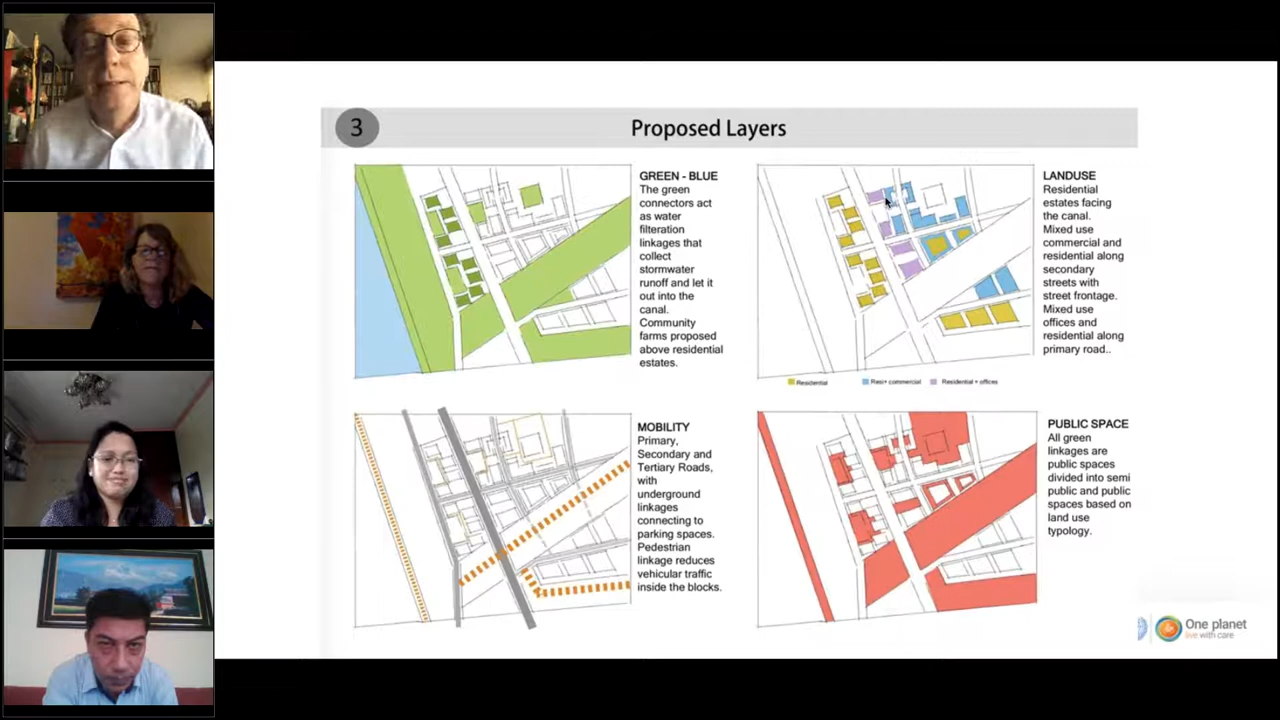 3
Proposed Layers
GREEN - BLUE
The green
connectors act
as water
filteration
linkages that
collect
stormwater
runoff and let it
out into the
canal.
Community
farms proposed
above residential
estates.
LANDUSE
Residential
estates facing
the canal.
Mixed use
commercial and
residential along
secondary
streets with
street frontage.
Mixed use
offices and
residential along
primary road..
Residential
Resi+ commercial
Residential + offices
MOBILITY
Primary,
Secondary and
Tertiary Roads,
with
underground
linkages
connecting to
parking spaces.
Pedestrian
linkage reduces
vehicular traffic
inside the blocks.
PUBLIC SPACE
All green
linkages are
public spaces
divided into semi
public and public
spaces based on
land use
typology.
One planet
live with care